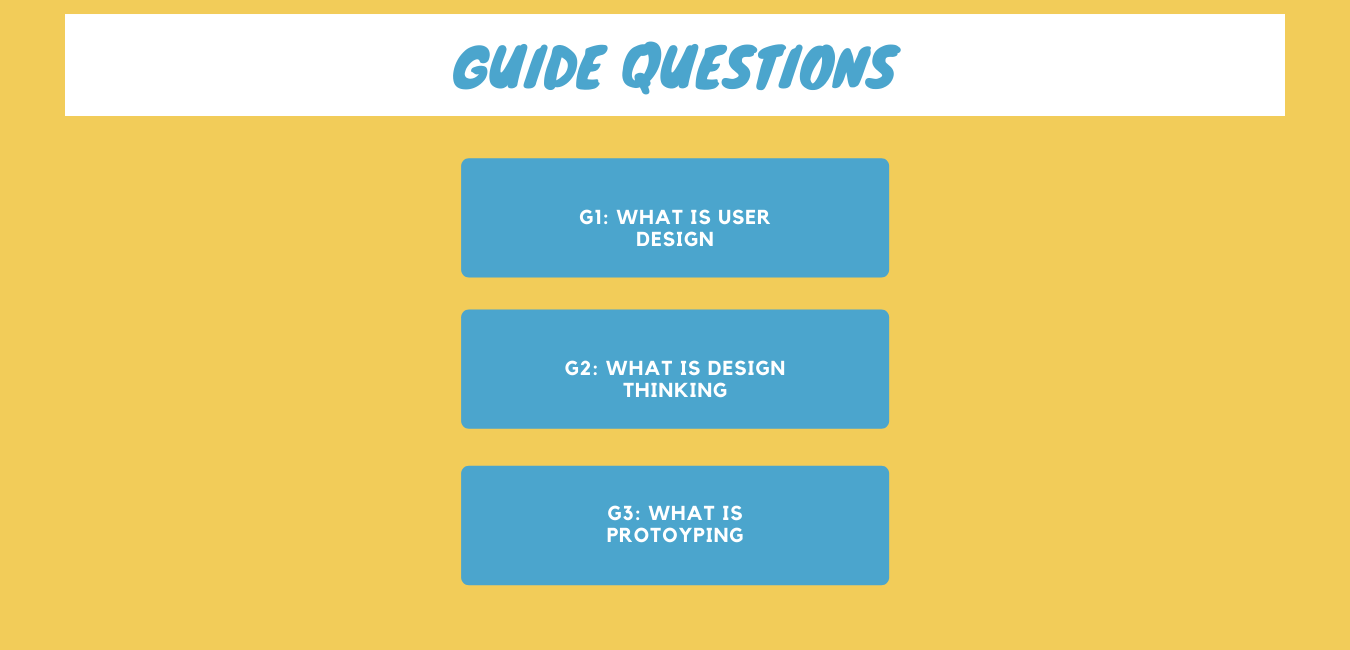 GUIDE QUESTIONS
G1: WHAT IS USER
DESIGN
G2: WHAT IS DESIGN
THINKING
G3: WHAT IS
PROTOYPING